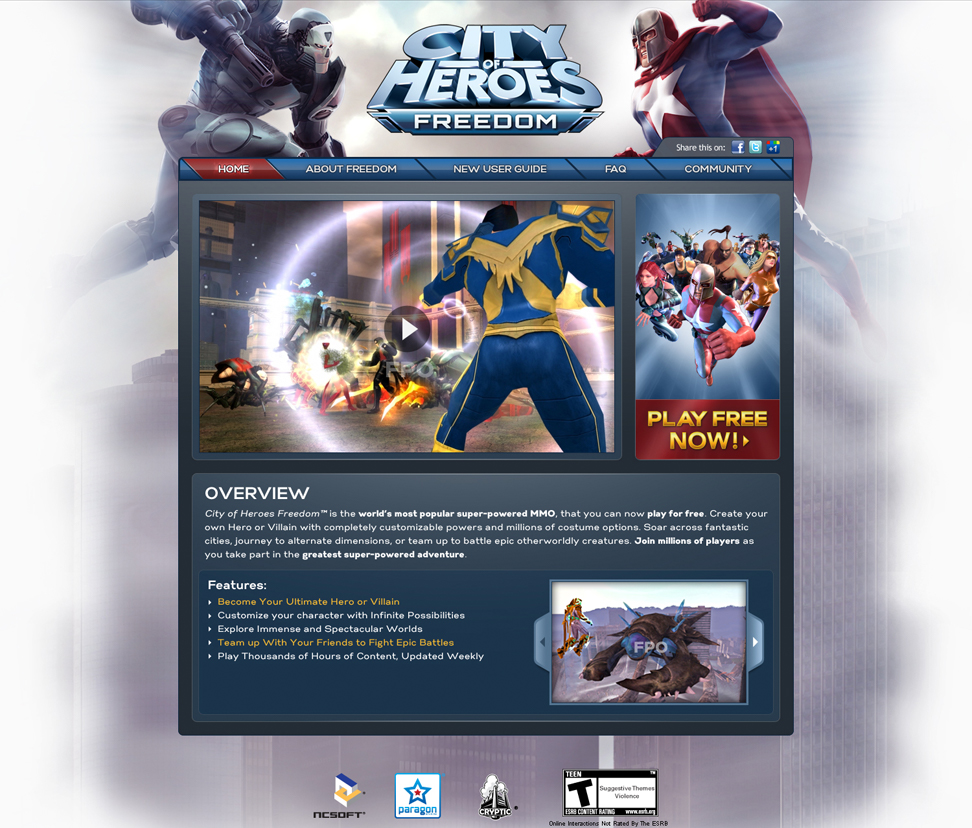 CITY
OF
HEROES
FREEDOM
Share this on:
HOME
ABOUT FREEDOM
NEW USER GUIDE
FAQ
COMMUNITY
FPO
PLAY FREE
NOW!
OVERVIEW
City of Heroes Freedom™ is the world's most popular super-powered MMO, that you can now play for free. Create your
own Hero or Villain with completely customizable powers and millions of costume options. Soar across fantastic
cities, journey to alternate dimensions, or team up to battle epic otherworldly creatures. Join millions of players as
you take part in the greatest super-powered adventure.
Features:
Become Your Ultimate Hero or Villain
Customize your character with Infinite Possibilities
Explore Immense and Spectacular Worlds
Team up With Your Friends to Fight Epic Battles
Play Thousands of Hours of Content, Updated Weekly
FPO
NCSOFT
paragon
CRYPTIC
TEEN
T
Suggestive Themes
Violence
ESRB CONTENT RATING www.esrb.org
Online Interactions Not Rated By The ESRB